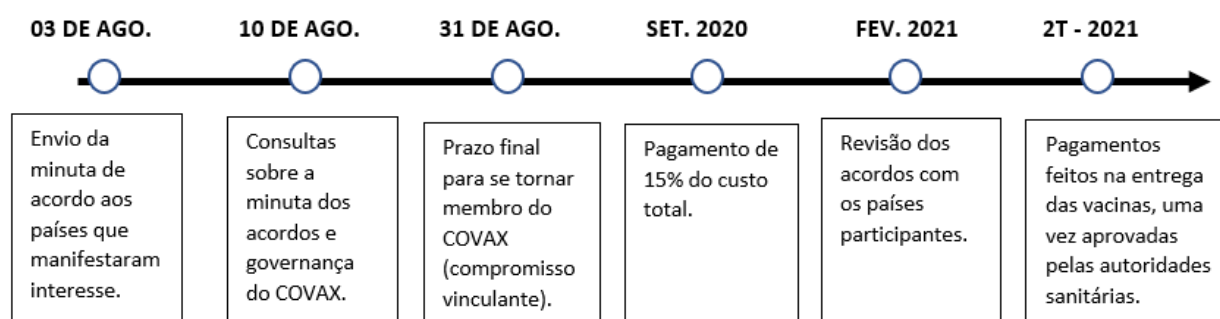 03 DE AGO.
10 DE AGO.
31 DE AGO.
SET. 2020
FEV. 2021
2T - 2021
Envio da
minuta de
acordo aos
países que
manifestaram
interesse.
Consultas
sobre a
minuta dos
acordos e
governança
do COVAX.
Prazo final
para se tornar
membro do
COVAX
(compromisso
vinculante).
Pagamento de
15% do custo
total.
Revisão dos
acordos com
os países
participantes.
Pagamentos
feitos na entrega
das vacinas, uma
vez aprovadas
pelas autoridades
sanitárias.